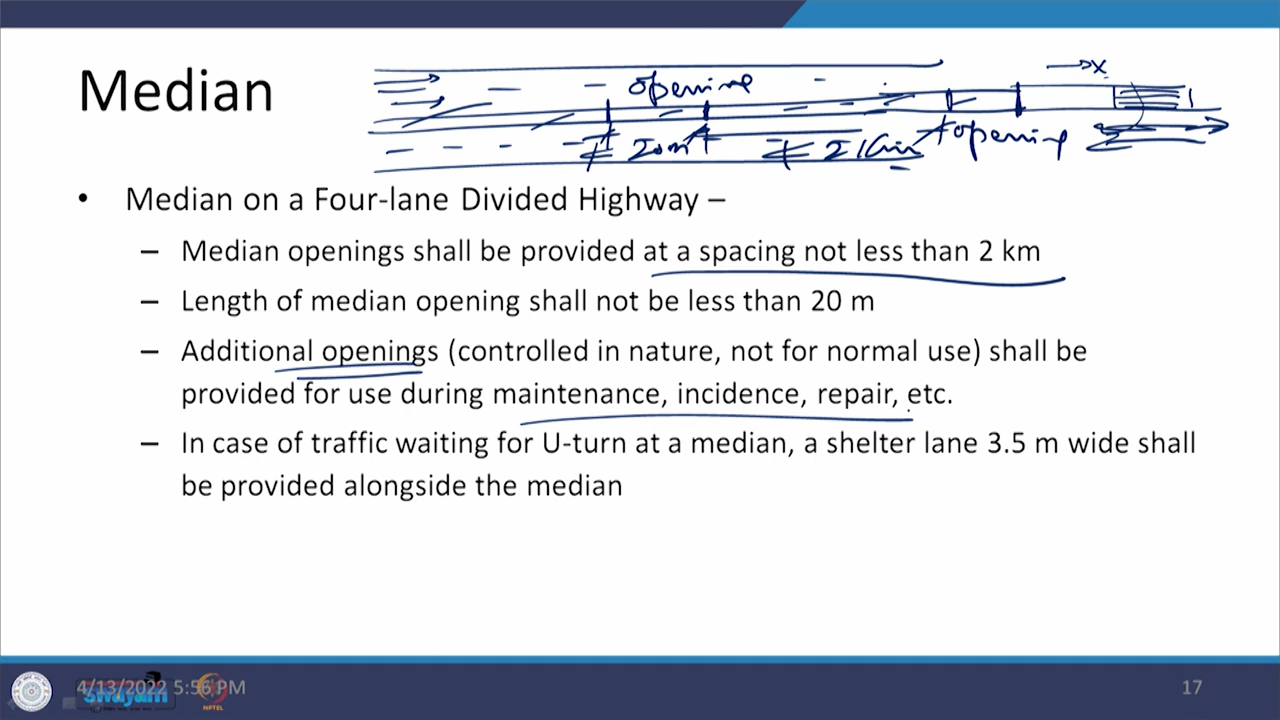 Median
opening
→x
20m
2 km
opening
• Median on a Four-lane Divided Highway –
– Median openings shall be provided at a spacing not less than 2 km
– Length of median opening shall not be less than 20 m
– Additional openings (controlled in nature, not for normal use) shall be
provided for use during maintenance, incidence, repair, etc.
– In case of traffic waiting for U-turn at a median, a shelter lane 3.5 m wide shall
be provided alongside the median
4/13/2022 5:56 PM
swayam
NPTEL
17